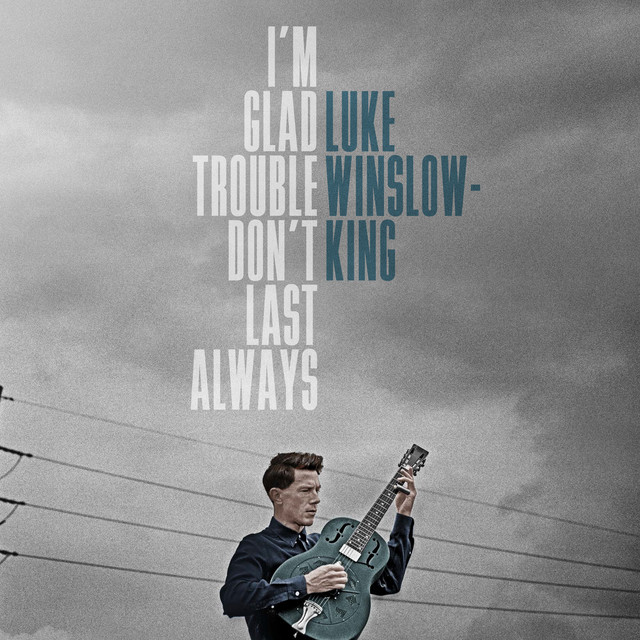 I'M
GLAD
TROUBLE
DON'T
LAST
ALWAYS
LUKE
WINSLOW-
KING